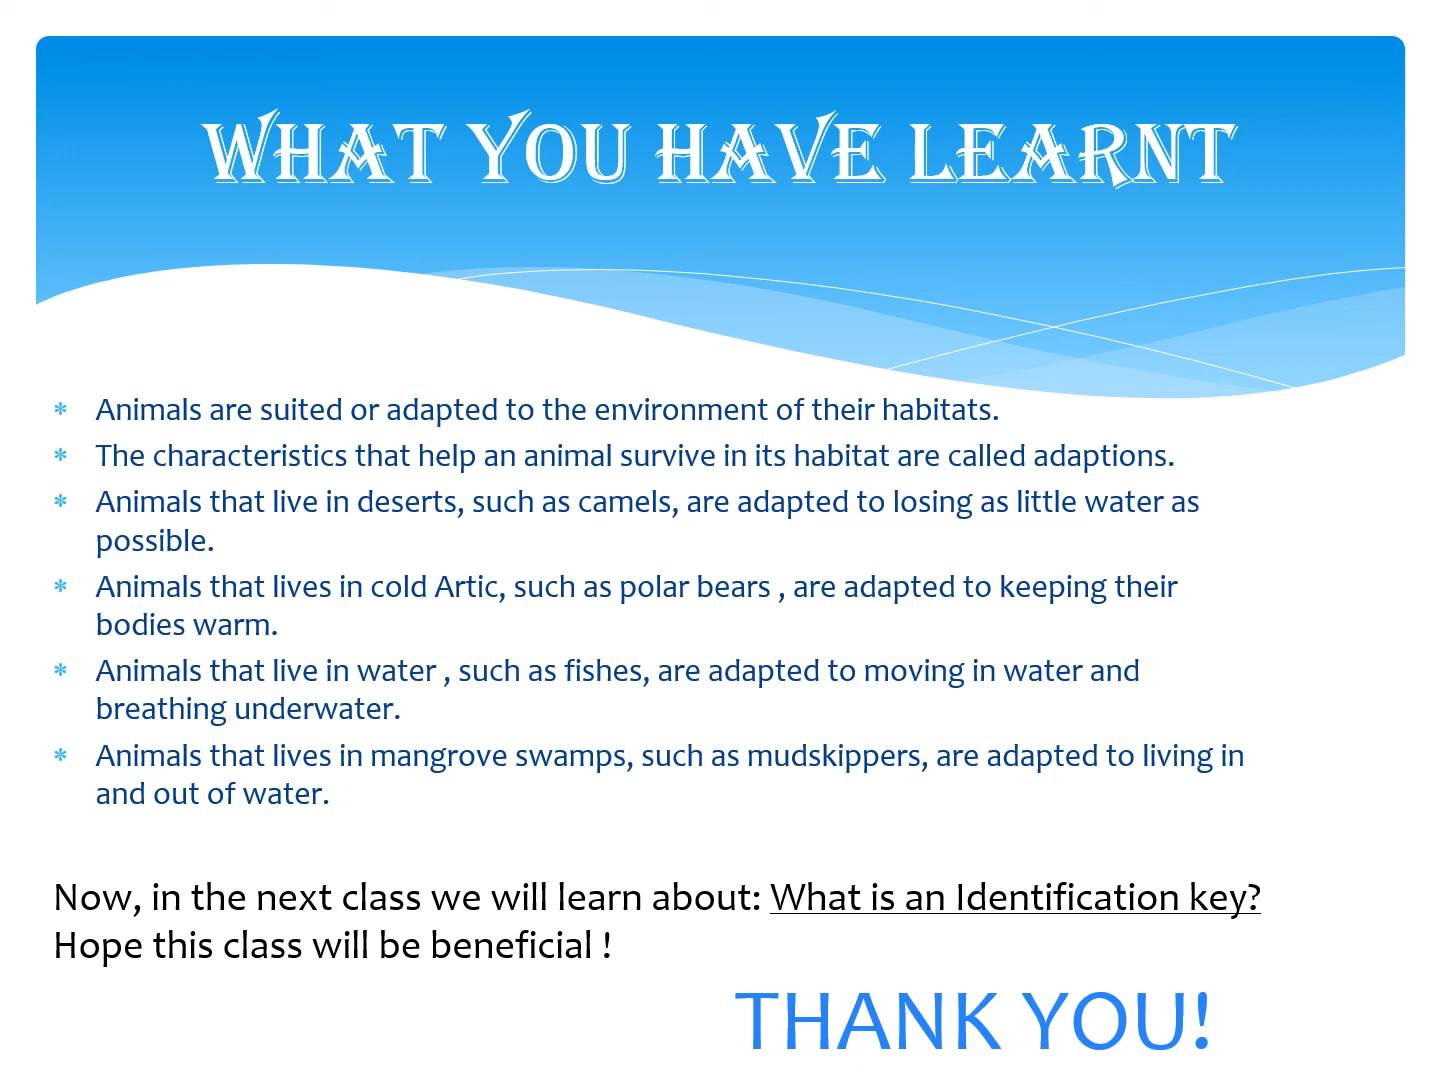 WHAT YOU HAVE LEARNT
* Animals are suited or adapted to the environment of their habitats.
* The characteristics that help an animal survive in its habitat are called adaptions.
* Animals that live in deserts, such as camels, are adapted to losing as little water as
possible.
* Animals that lives in cold Artic, such as polar bears , are adapted to keeping their
bodies warm.
* Animals that live in water , such as fishes, are adapted to moving in water and
breathing underwater.
* Animals that lives in mangrove swamps, such as mudskippers, are adapted to living in
and out of water.
Now, in the next class we will learn about: What is an Identification key?
Hope this class will be beneficial !
THANK YOU!